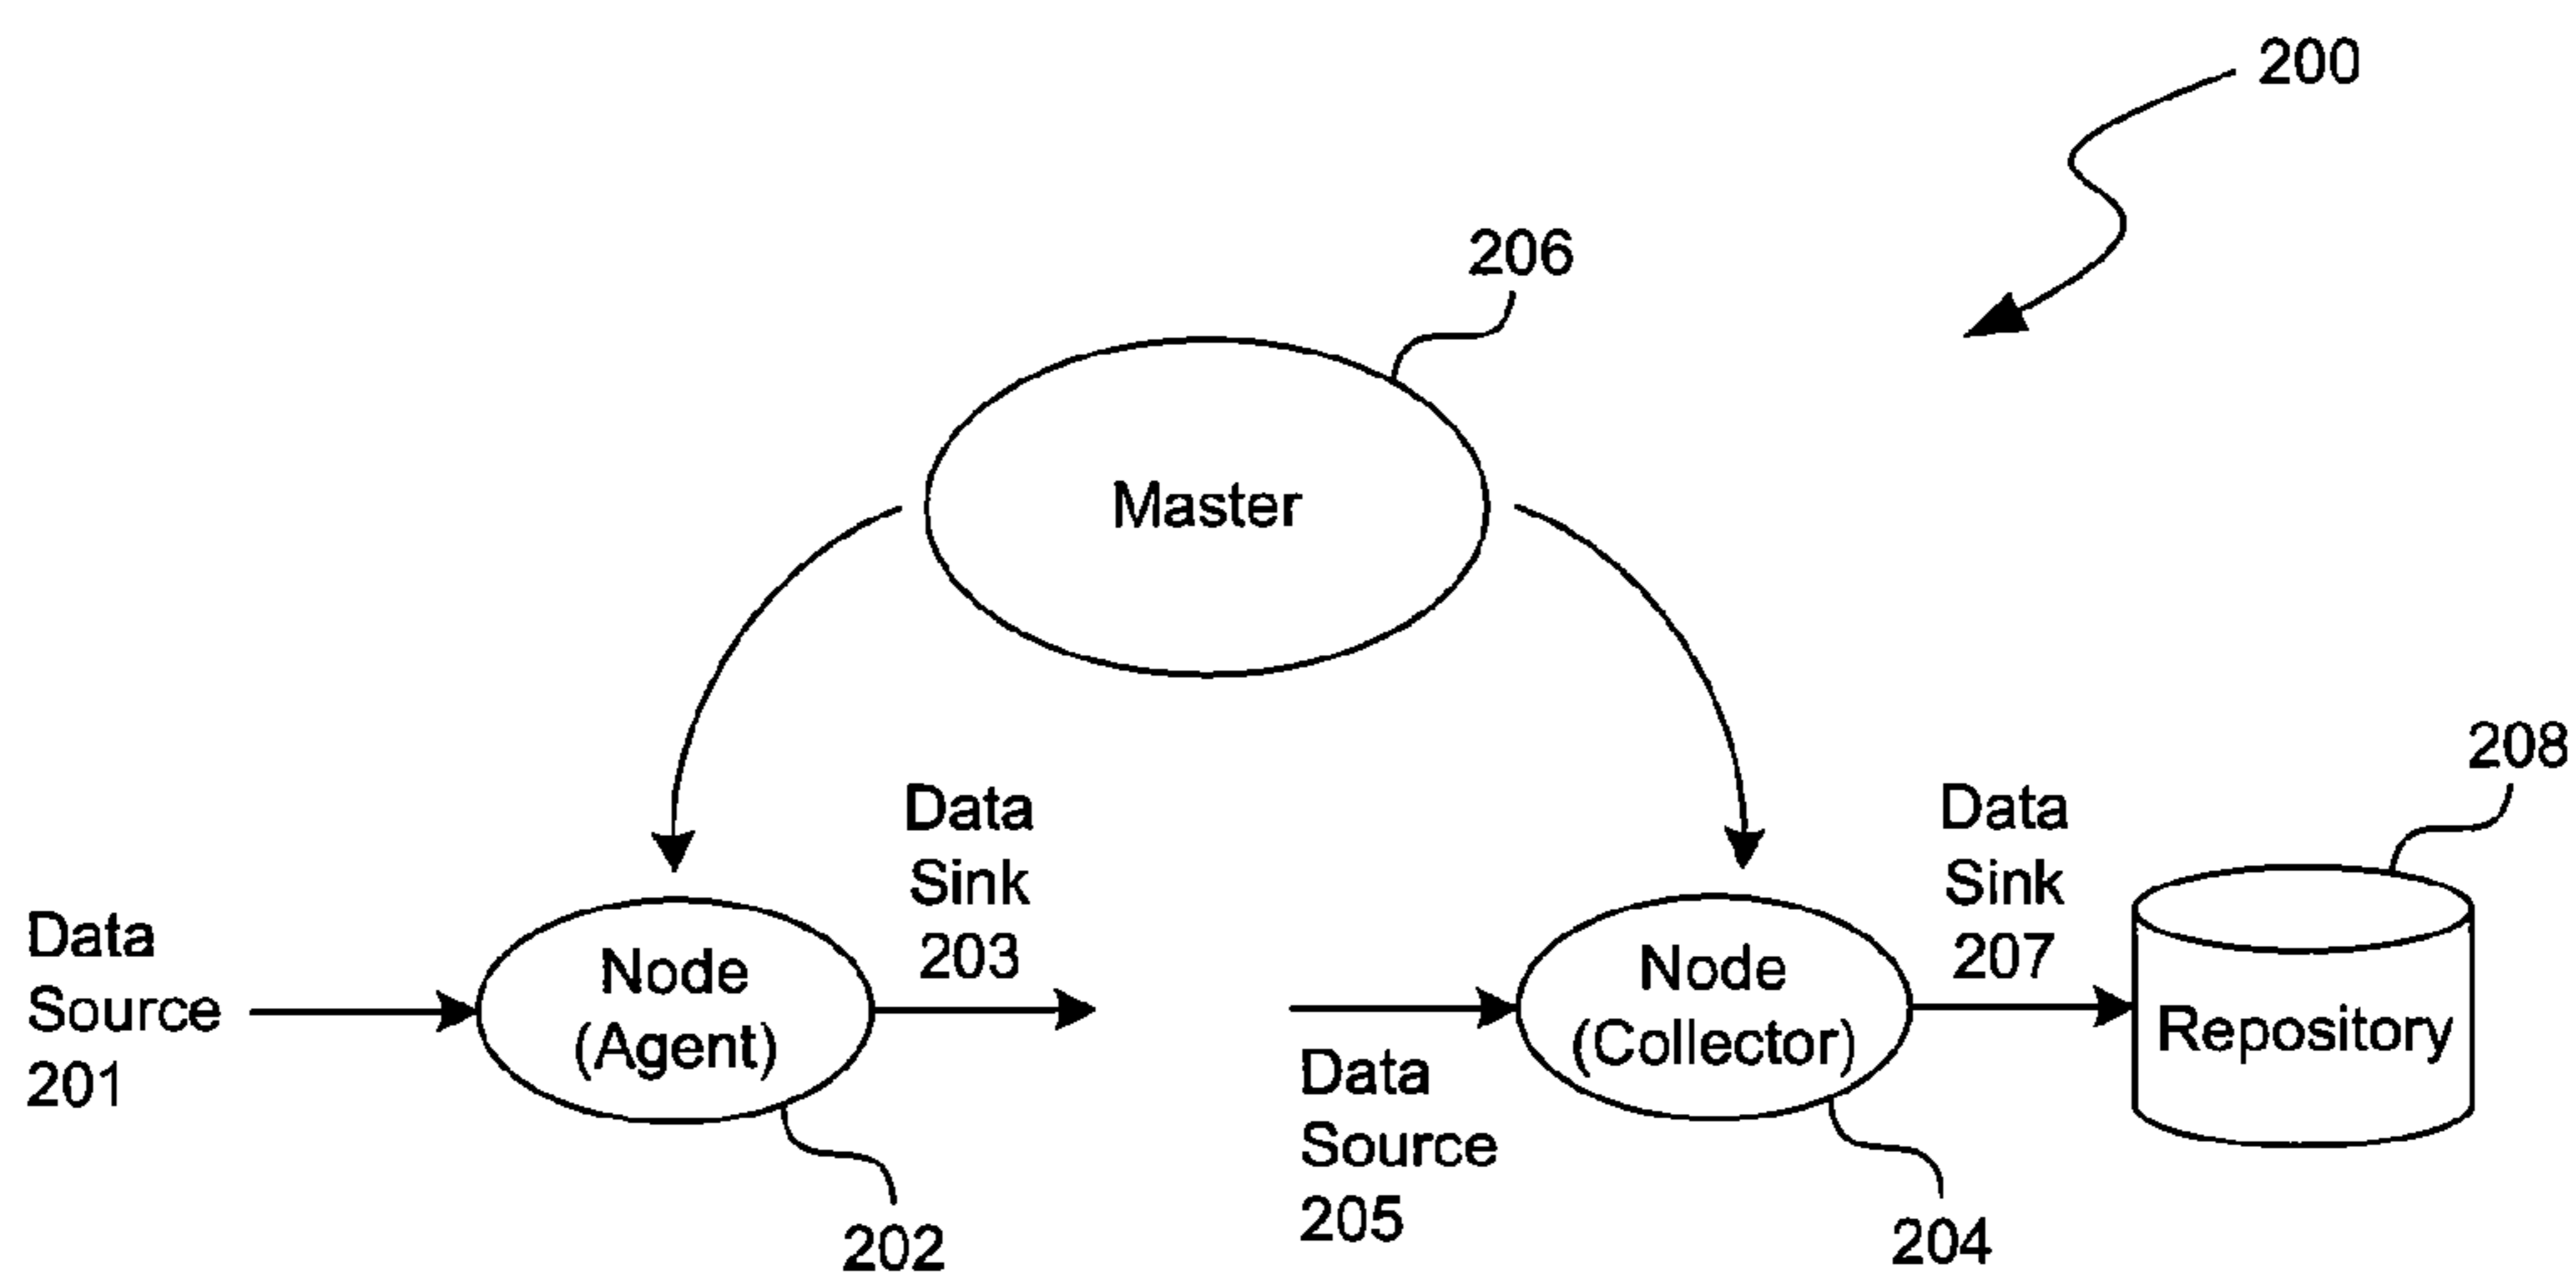 200
206
Master
208
Data
Sink
203
Data
Sink
207
Data
Source
201
Node
(Agent)
Node
(Collector)
Repository
Data
Source
205
202
204